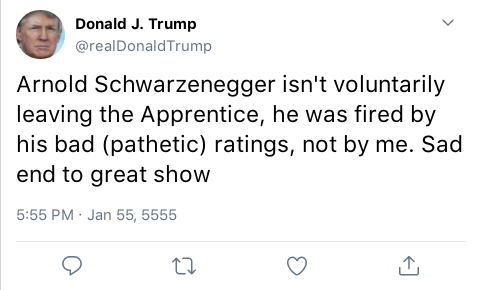 Donald J. Trump
@realDonaldTrump
Arnold Schwarzenegger isn't voluntarily
leaving the Apprentice, he was fired by
his bad (pathetic) ratings, not by me. Sad
end to great show
5:55 PM · Jan 55, 5555